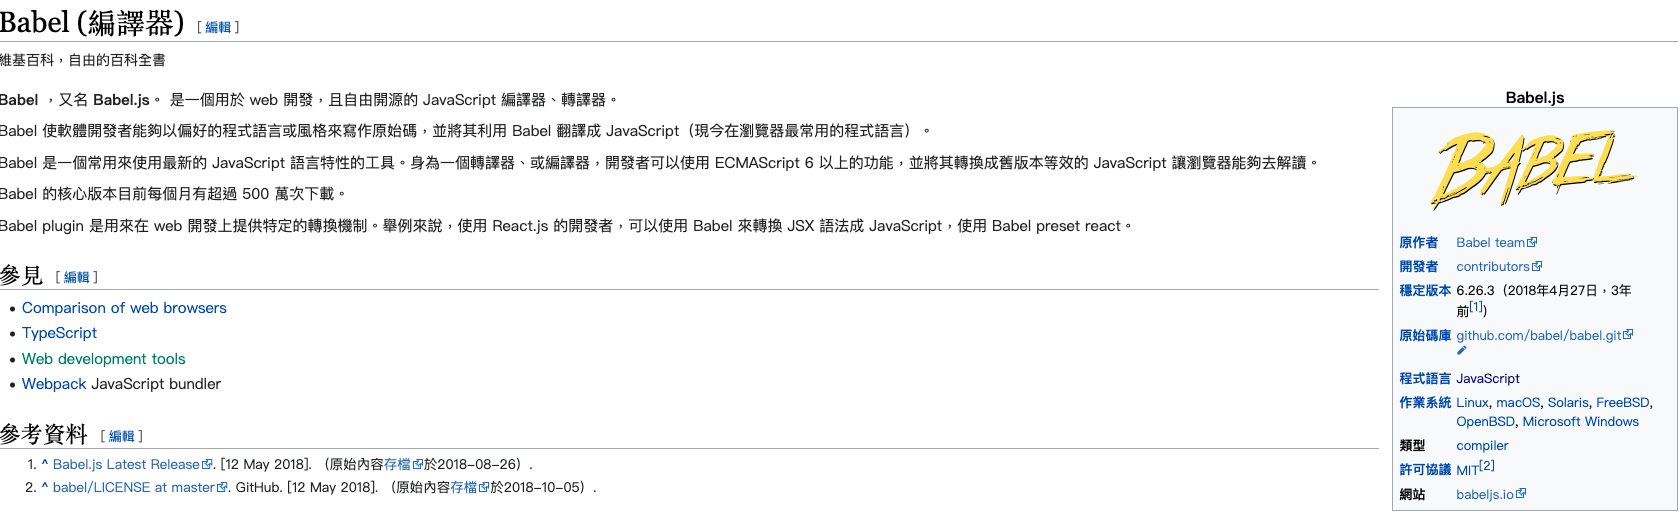 Babel (編譯器) [ 編輯 ]
維基百科，自由的百科全書
Babel ，又名 Babel.js。 是一個用於 web 開發，且自由開源的 JavaScript 編譯器、轉譯器。
Babel 使軟體開發者能夠以偏好的程式語言或風格來寫作原始碼，並將其利用 Babel 翻譯成 JavaScript（現今在瀏覽器最常用的程式語言）。
Babel 是一個常用來使用最新的 JavaScript 語言特性的工具。身為一個轉譯器、或編譯器，開發者可以使用 ECMAScript 6 以上的功能，並將其轉換成舊版本等效的 JavaScript 讓瀏覽器能夠去解讀。
Babel 的核心版本目前每個月有超過 500 萬次下載。
Babel plugin 是用來在 web 開發上提供特定的轉換機制。舉例來說，使用 React.js 的開發者，可以使用 Babel 來轉換 JSX 語法成 JavaScript，使用 Babel preset react。
參見 [ 編輯 ]
• Comparison of web browsers
• TypeScript
• Web development tools
• Webpack JavaScript bundler
參考資料 [ 編輯 ]
1. ^ Babel.js Latest Release. [12 May 2018]. （原始內容存檔於2018-08-26）.
2. ^ babel/LICENSE at master. GitHub. [12 May 2018]. （原始內容存檔於2018-10-05）.
Babel.js
BABEL
原作者 Babel team
開發者 contributors
穩定版本 6.26.3（2018年4月27日，3年
前[1]）
原始碼庫 github.com/babel/babel.git
程式語言 JavaScript
作業系統 Linux, macOS, Solaris, FreeBSD,
OpenBSD, Microsoft Windows
類型 compiler
許可協議 MIT[2]
網站 babeljs.io